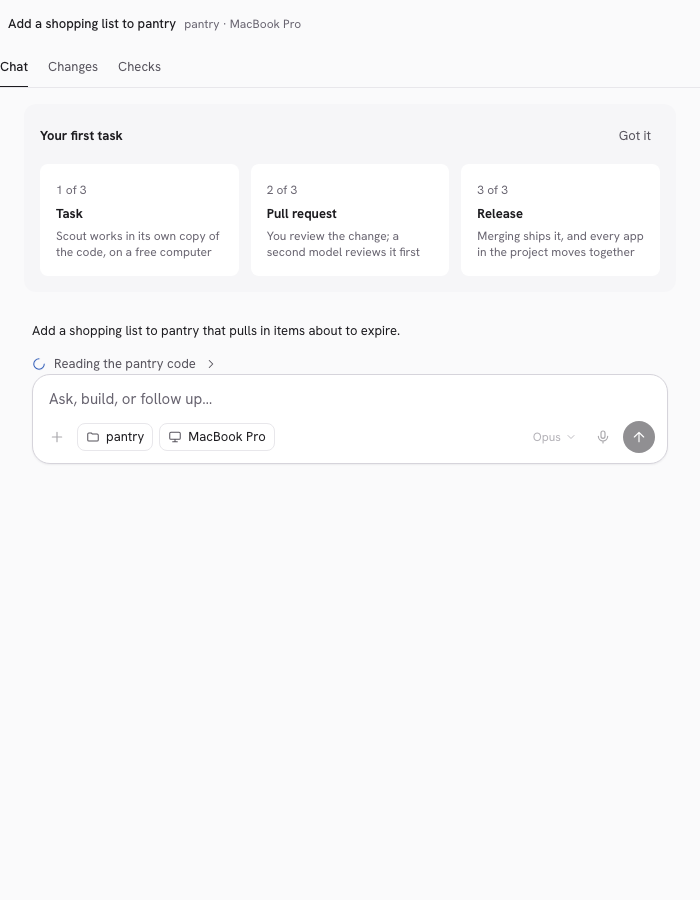 Add a shopping list to pantry pantry · MacBook Pro
Chat Changes Checks
Your first task Got it
1 of 3
Task
Scout works in its own copy of
the code, on a free computer
2 of 3
Pull request
You review the change; a
second model reviews it first
3 of 3
Release
Merging ships it, and every app
in the project moves together
Add a shopping list to pantry that pulls in items about to expire.
Reading the pantry code
Ask, build, or follow up...
pantry MacBook Pro Opus